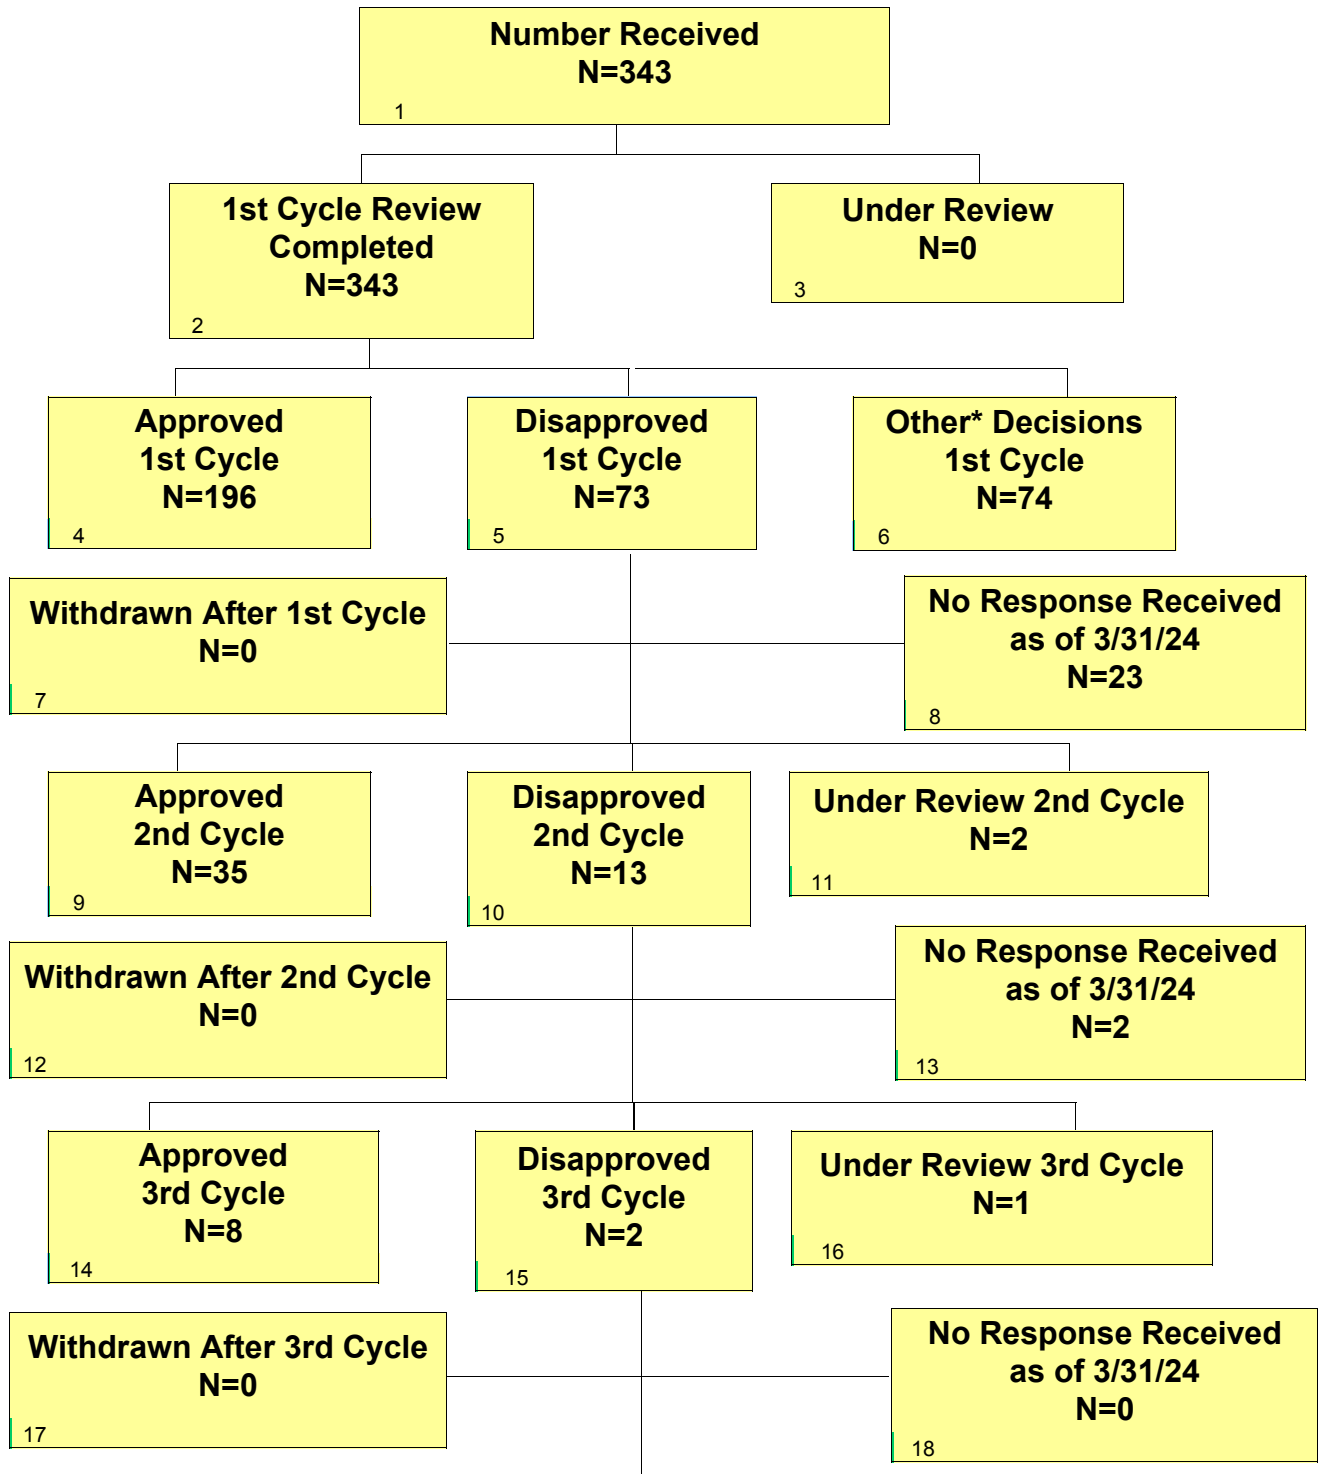 Number Received
N=343
1
1st Cycle Review
Completed
N=343
2
Under Review
N=0
3
Approved
1st Cycle
N=196
4
Disapproved
1st Cycle
N=73
5
Other* Decisions
1st Cycle
N=74
6
Withdrawn After 1st Cycle
N=0
7
No Response Received
as of 3/31/24
N=23
8
Approved
2nd Cycle
N=35
9
Disapproved
2nd Cycle
N=13
10
Under Review 2nd Cycle
N=2
11
Withdrawn After 2nd Cycle
N=0
12
No Response Received
as of 3/31/24
N=2
13
Approved
3rd Cycle
N=8
14
Disapproved
3rd Cycle
N=2
15
Under Review 3rd Cycle
N=1
16
Withdrawn After 3rd Cycle
N=0
17
No Response Received
as of 3/31/24
N=0
18